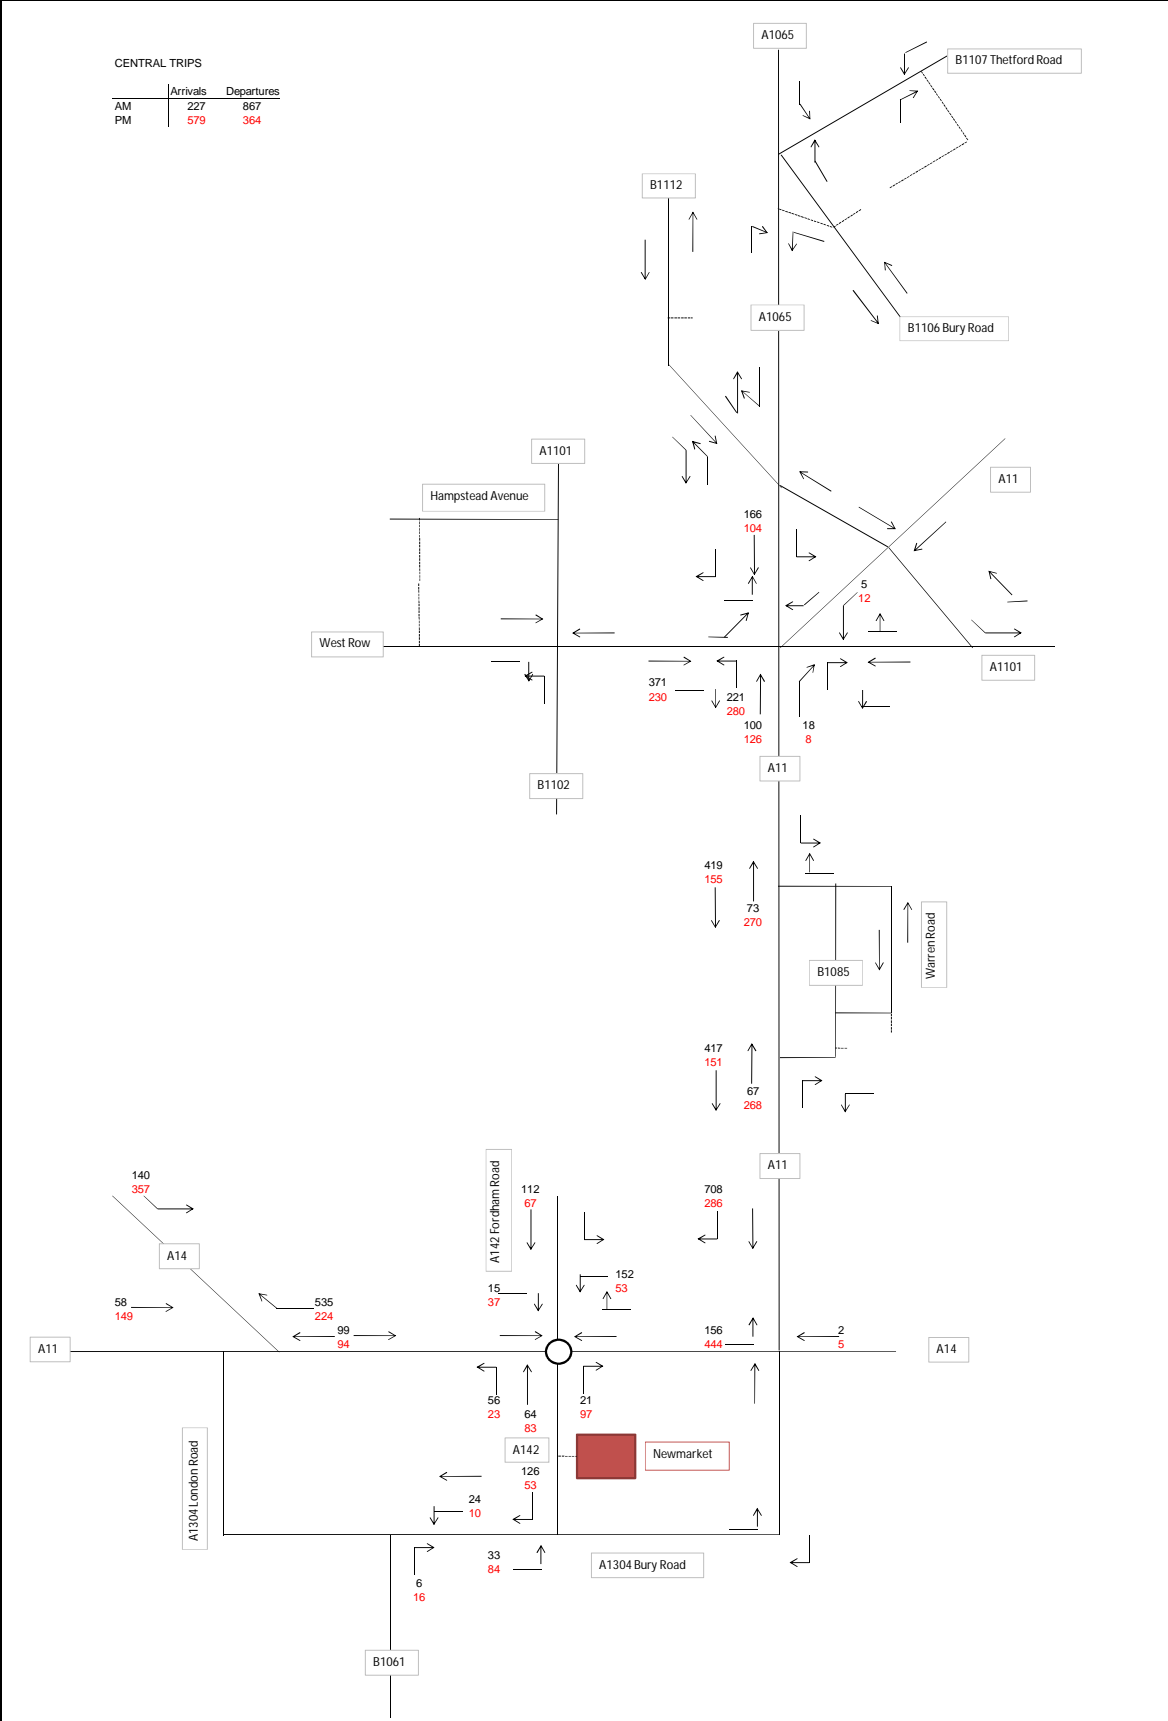 A1065
CENTRAL TRIPS
B1107 Thetford Road
Arrivals Departures
AM 227 867
PM 579 364
B1112
A1065
B1106 Bury Road
A1101
Hampstead Avenue
A11
166
104
5
12
West Row
A1101
371
230
221
280
100
126
18
8
A11
B1102
419
155
73
270
Warren Road
B1085
417
151
67
268
A142 Fordham Road
A11
140
357
112
67
708
286
A14
152
53
15
37
58
149
535
224
99
94
156
444
2
5
A11
A14
56
23
64
83
21
97
A1304 London Road
A142
Newmarket
126
53
24
10
33
84
A1304 Bury Road
6
16
B1061